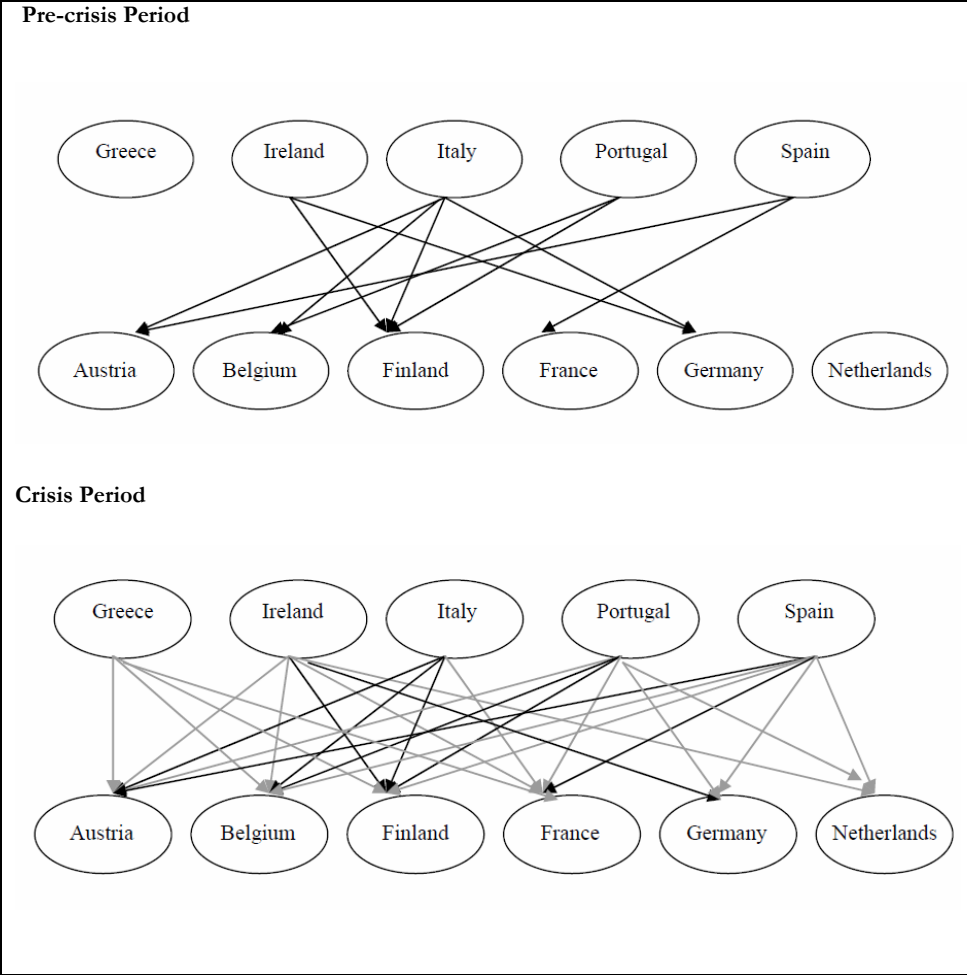 Pre-crisis Period
Greece Ireland Italy Portugal Spain
Austria Belgium Finland France Germany Netherlands
Crisis Period
Greece Ireland Italy Portugal Spain
Austria Belgium Finland France Germany Netherlands